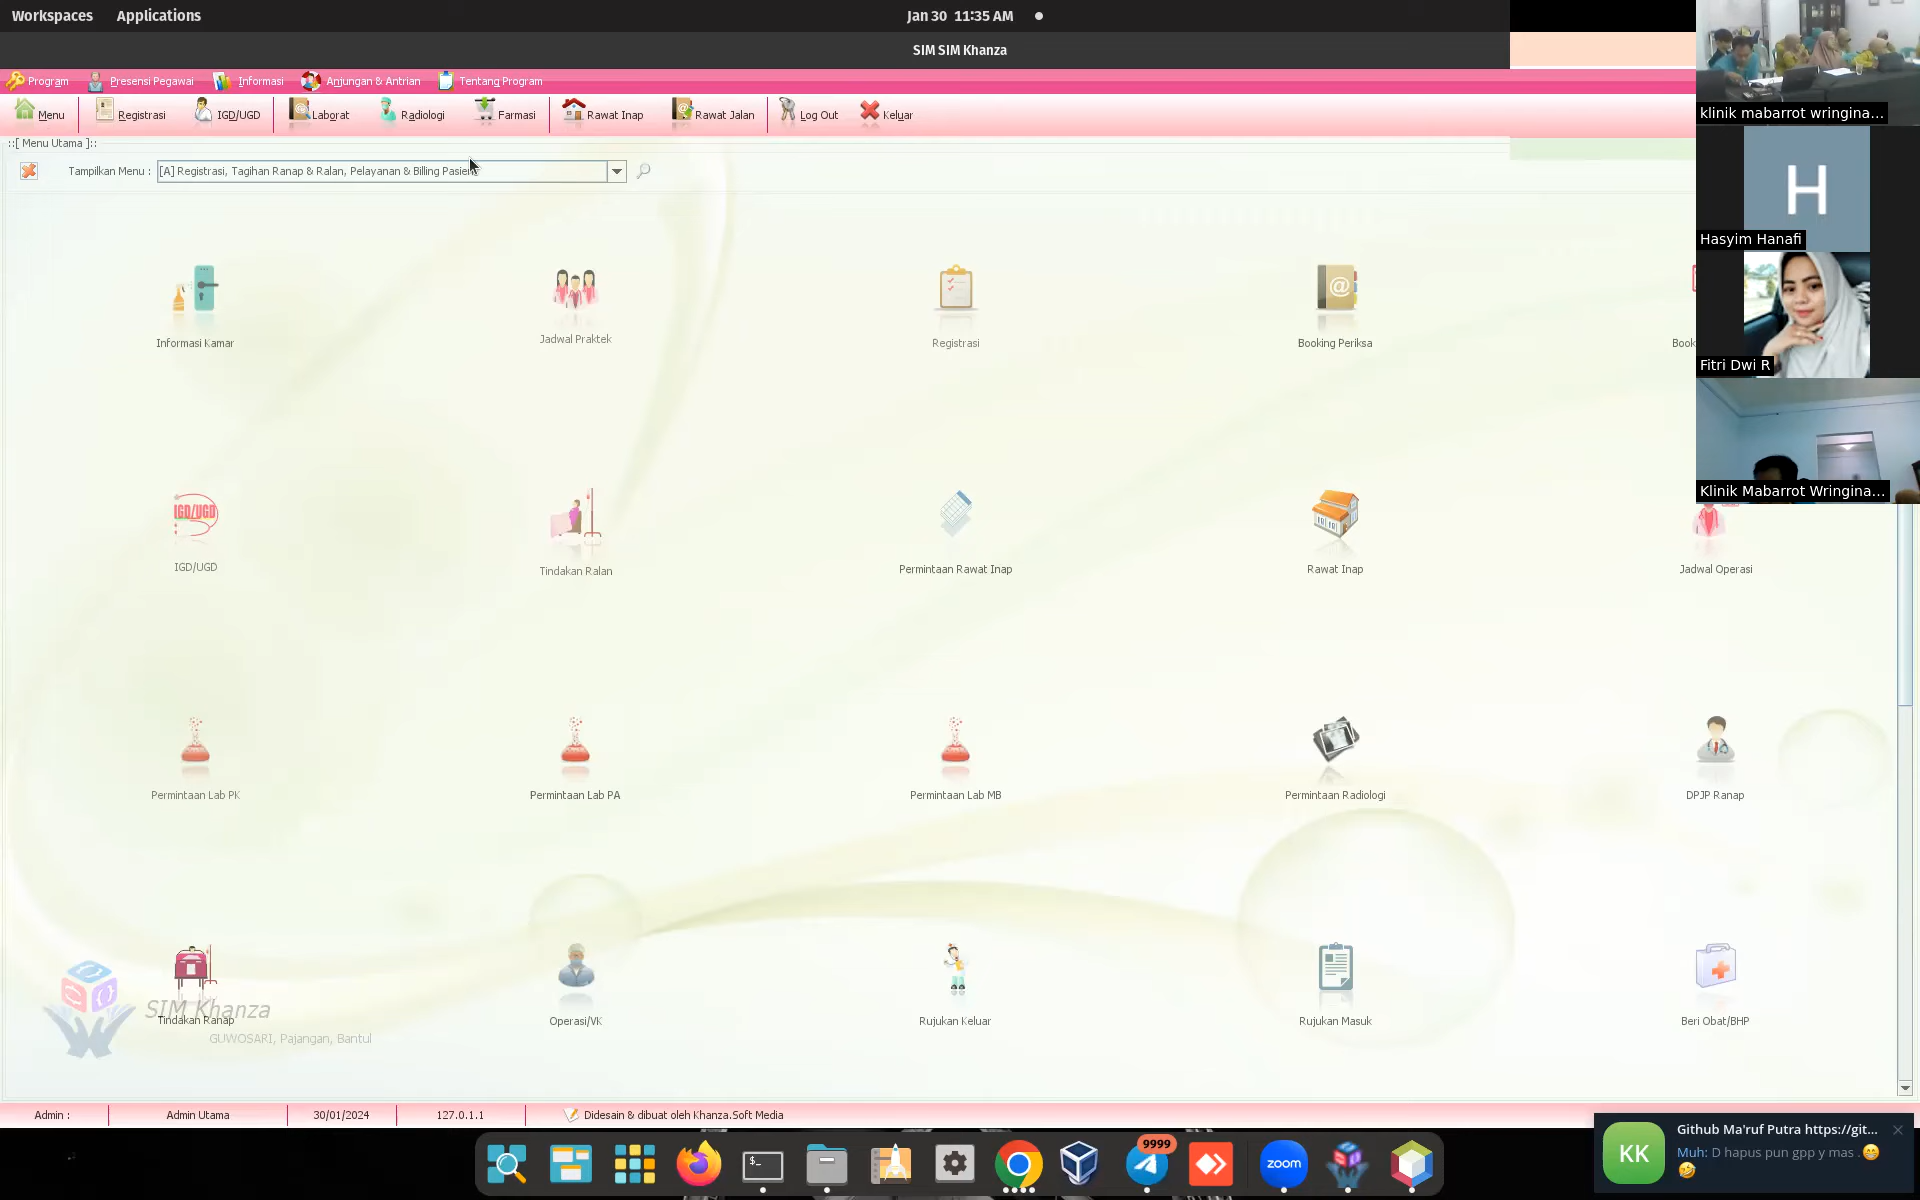 Workspaces Applications Jan 30 11:35 AM
SIM SIM Khanza
Program Presensi Pegawai Informasi Anjungan & Antrian Tentang Program
Menu Registrasi IGD/UGD Laborat Radiologi Farmasi Rawat Inap Rawat Jalan Log Out Keluar
::[ Menu Utama ]::
Tampilkan Menu : [A] Registrasi, Tagihan Ranap & Ralan, Pelayanan & Billing Pasien
klinik mabarrot wringina...
H
Hasyim Hanafi
Fitri Dwi R
Klinik Mabarrot Wringina...
Informasi Kamar Jadwal Praktek Registrasi Booking Periksa Book
IGD/UGD
IGD/UGD Tindakan Ralan Permintaan Rawat Inap Rawat Inap Jadwal Operasi
Permintaan Lab PK Permintaan Lab PA Permintaan Lab MB Permintaan Radiologi DPJP Ranap
SIM Khanza
Tindakan Ranap Operasi/VK Rujukan Keluar Rujukan Masuk Beri Obat/BHP
GUWOSARI, Pajangan, Bantul
Admin : Admin Utama 30/01/2024 127.0.1.1 Didesain & dibuat oleh Khanza.Soft Media
KK
Github Ma'ruf Putra https://git...
Muh: D hapus pun gpp y mas . 😁
🤣
9999
zoom